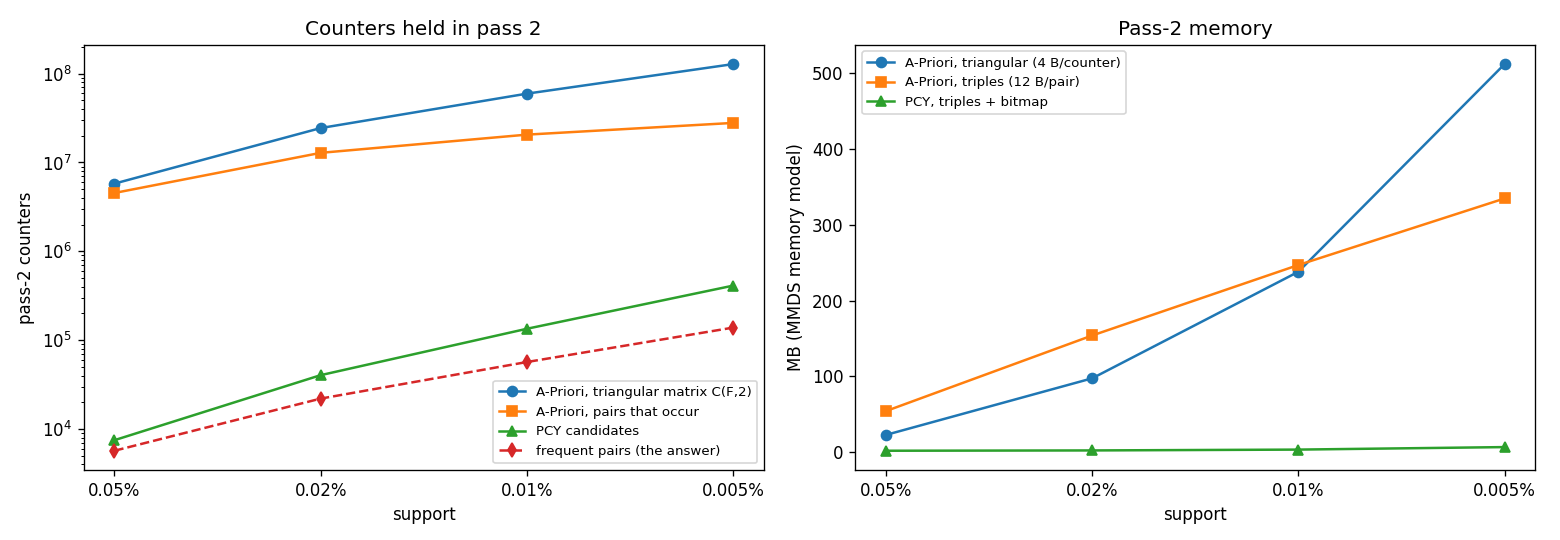 Counters held in pass 2
pass-2 counters
10^8
10^7
10^6
10^5
10^4
A-Priori, triangular matrix C(F,2)
A-Priori, pairs that occur
PCY candidates
frequent pairs (the answer)
0.05%
0.02%
0.01%
0.005%
support
Pass-2 memory
MB (MMDS memory model)
500
400
300
200
100
0
A-Priori, triangular (4 B/counter)
A-Priori, triples (12 B/pair)
PCY, triples + bitmap
0.05%
0.02%
0.01%
0.005%
support